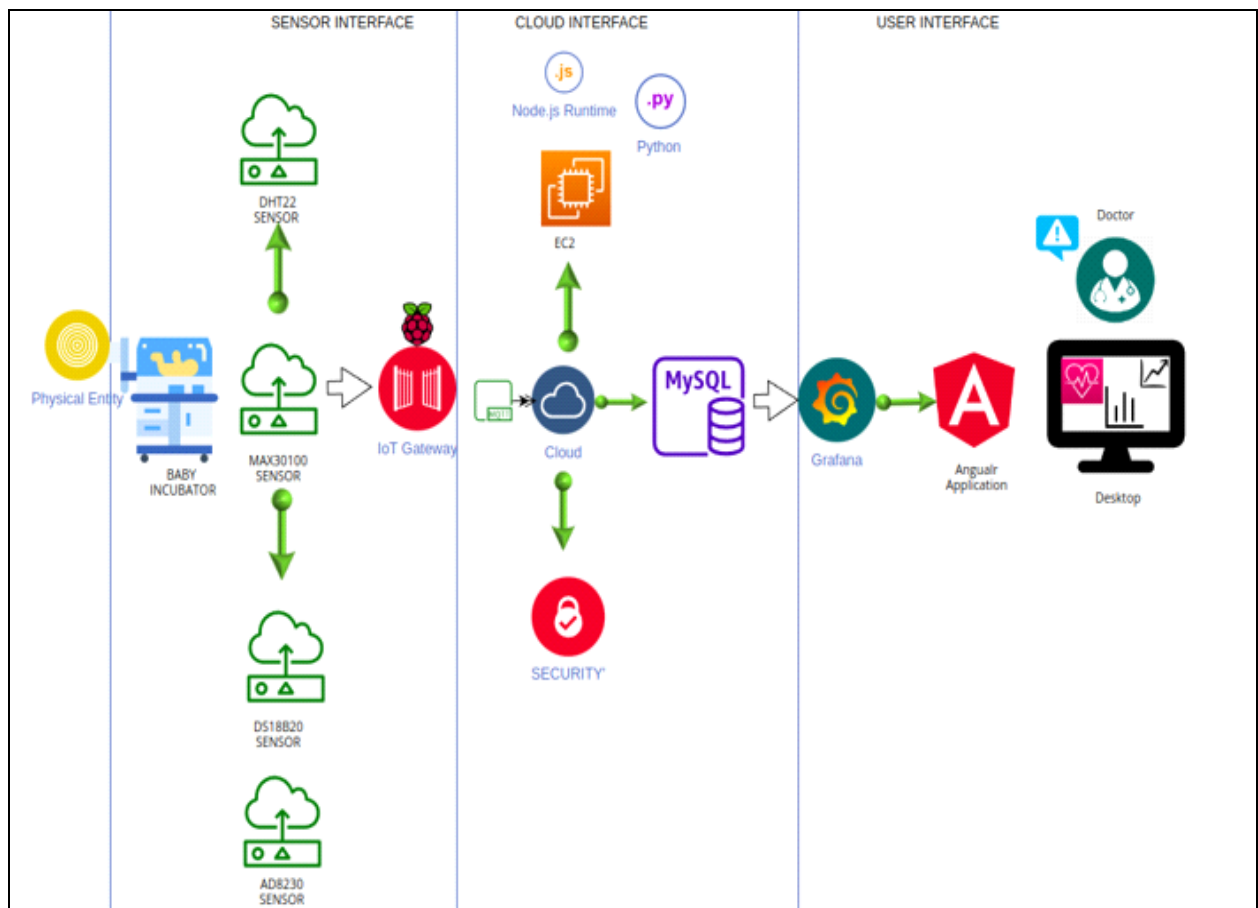 SENSOR INTERFACE
CLOUD INTERFACE
USER INTERFACE
.js
Node.js Runtime
.py
Python
DHT22
SENSOR
EC2
Doctor
Physical Entity
BABY
INCUBATOR
MAX30100
SENSOR
IoT Gateway
MQTT
Cloud
MySQL
Grafana
Angualr
Application
Desktop
SECURITY'
DS18B20
SENSOR
AD8230
SENSOR